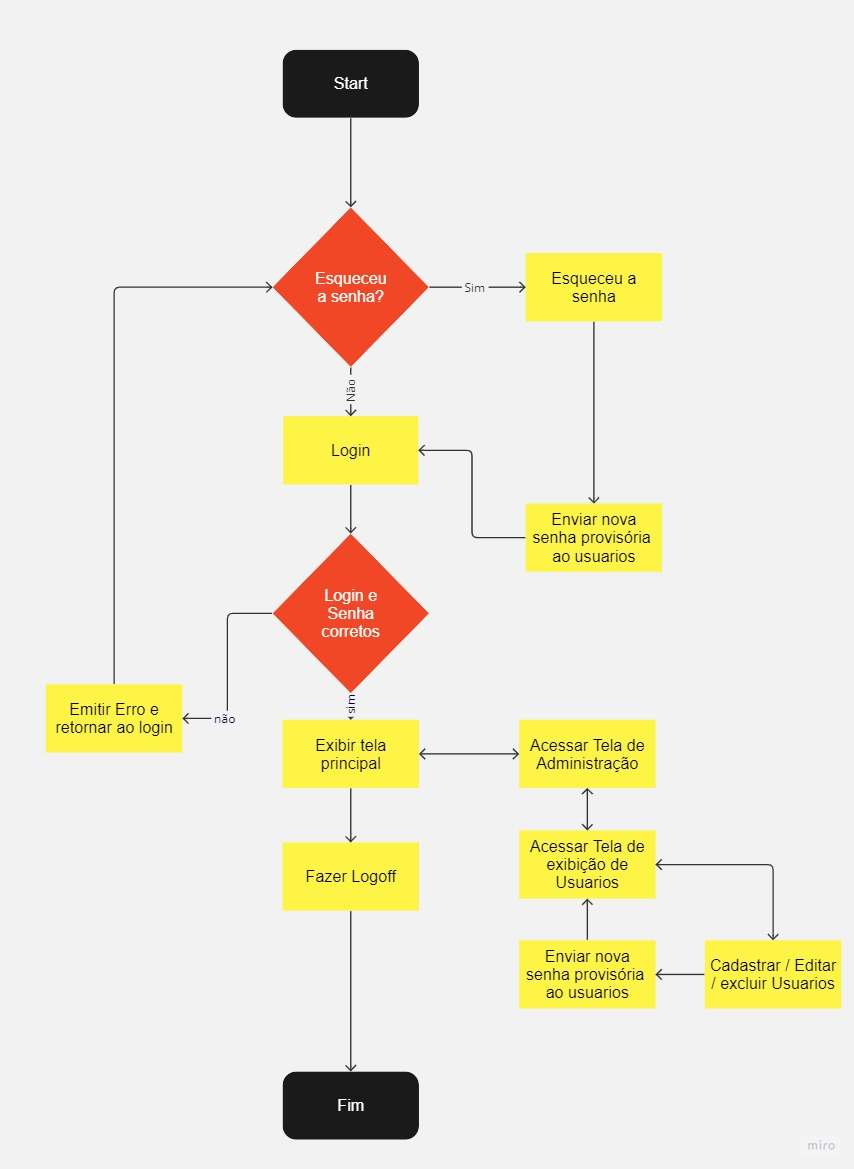 Start
Esqueceu
a senha?
Sim
Esqueceu a
senha
Não
Login
Enviar nova
senha provisória
ao usuarios
Login e
Senha
corretos
Emitir Erro e
retornar ao login
não
sim
Exibir tela
principal
Acessar Tela de
Administração
Fazer Logoff
Acessar Tela de
exibição de
Usuarios
Enviar nova
senha provisória
ao usuarios
Cadastrar / Editar
/ excluir Usuarios
Fim
miro